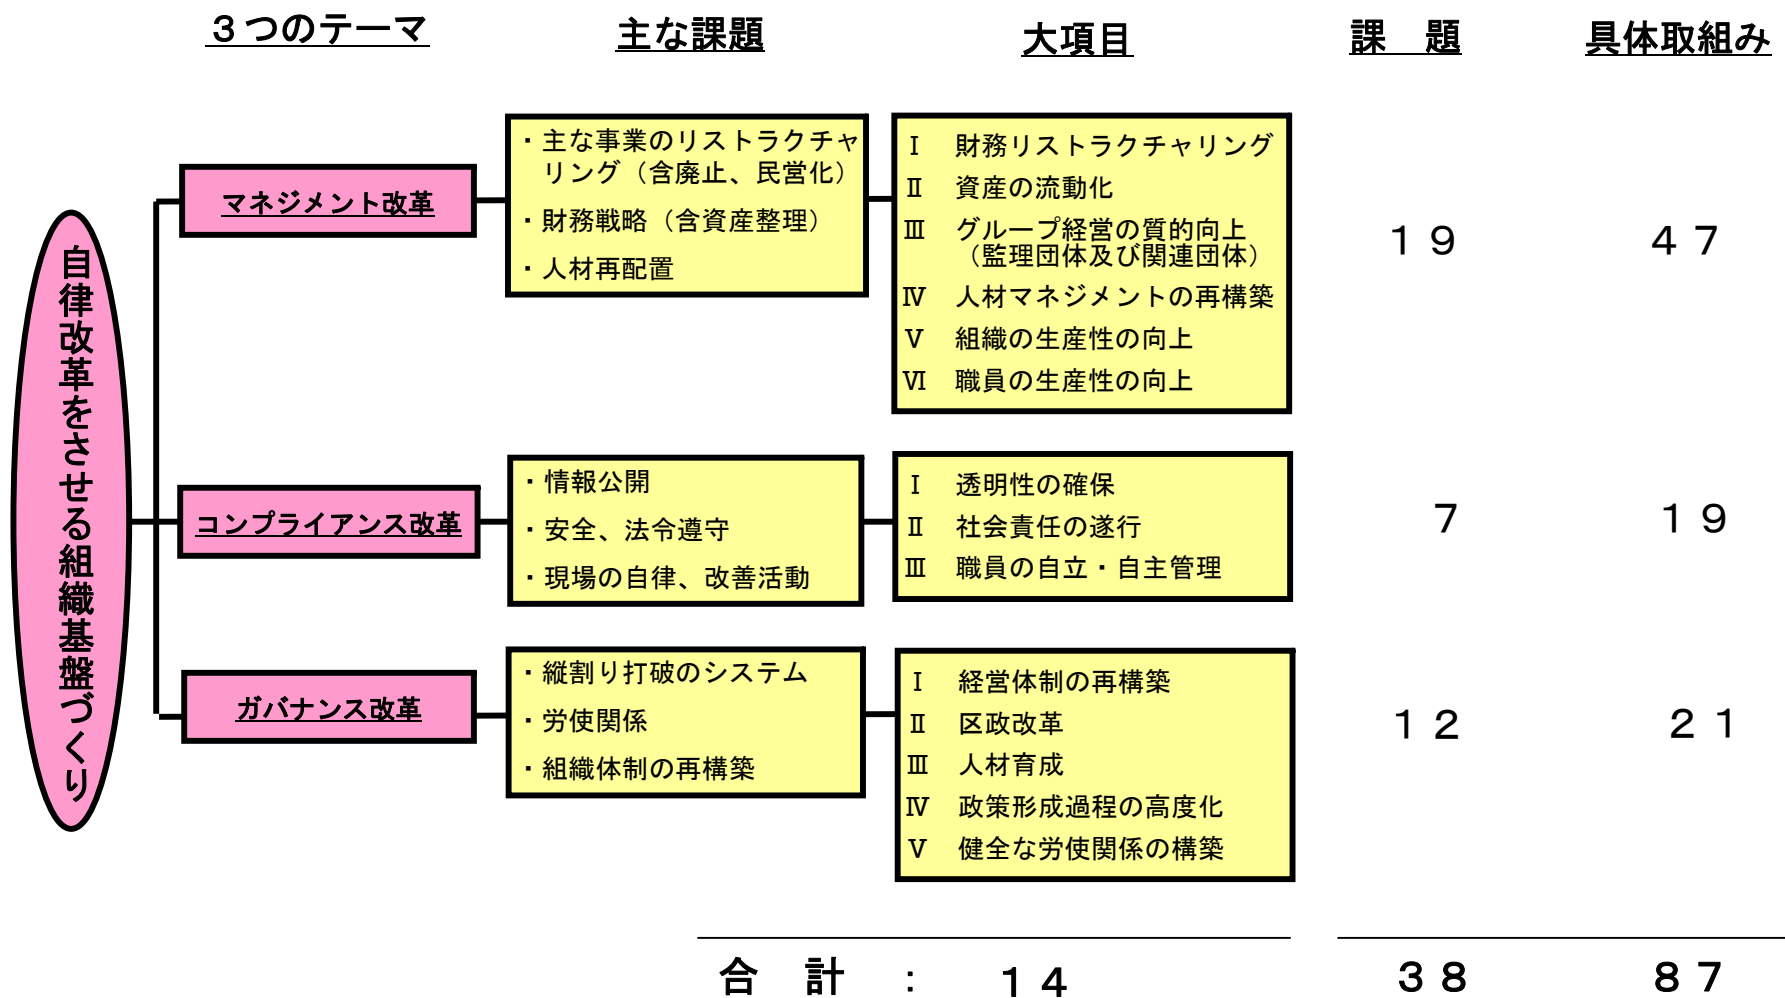 ３つのテーマ
主な課題
大項目
課　題
具体取組み
自律改革をさせる組織基盤づくり
マネジメント改革
・主な事業のリストラクチャ
リング（含廃止、民営化）
・財務戦略（含資産整理）
・人材再配置
Ⅰ　財務リストラクチャリング
Ⅱ　資産の流動化
Ⅲ　グループ経営の質的向上
（監理団体及び関連団体）
Ⅳ　人材マネジメントの再構築
Ⅴ　組織の生産性の向上
Ⅵ　職員の生産性の向上
１９
４７
コンプライアンス改革
・情報公開
・安全、法令遵守
・現場の自律、改善活動
Ⅰ　透明性の確保
Ⅱ　社会責任の遂行
Ⅲ　職員の自立・自主管理
７
１９
ガバナンス改革
・縦割り打破のシステム
・労使関係
・組織体制の再構築
Ⅰ　経営体制の再構築
Ⅱ　区政改革
Ⅲ　人材育成
Ⅳ　政策形成過程の高度化
Ⅴ　健全な労使関係の構築
１２
２１
合　計　：　１４
３８
８７